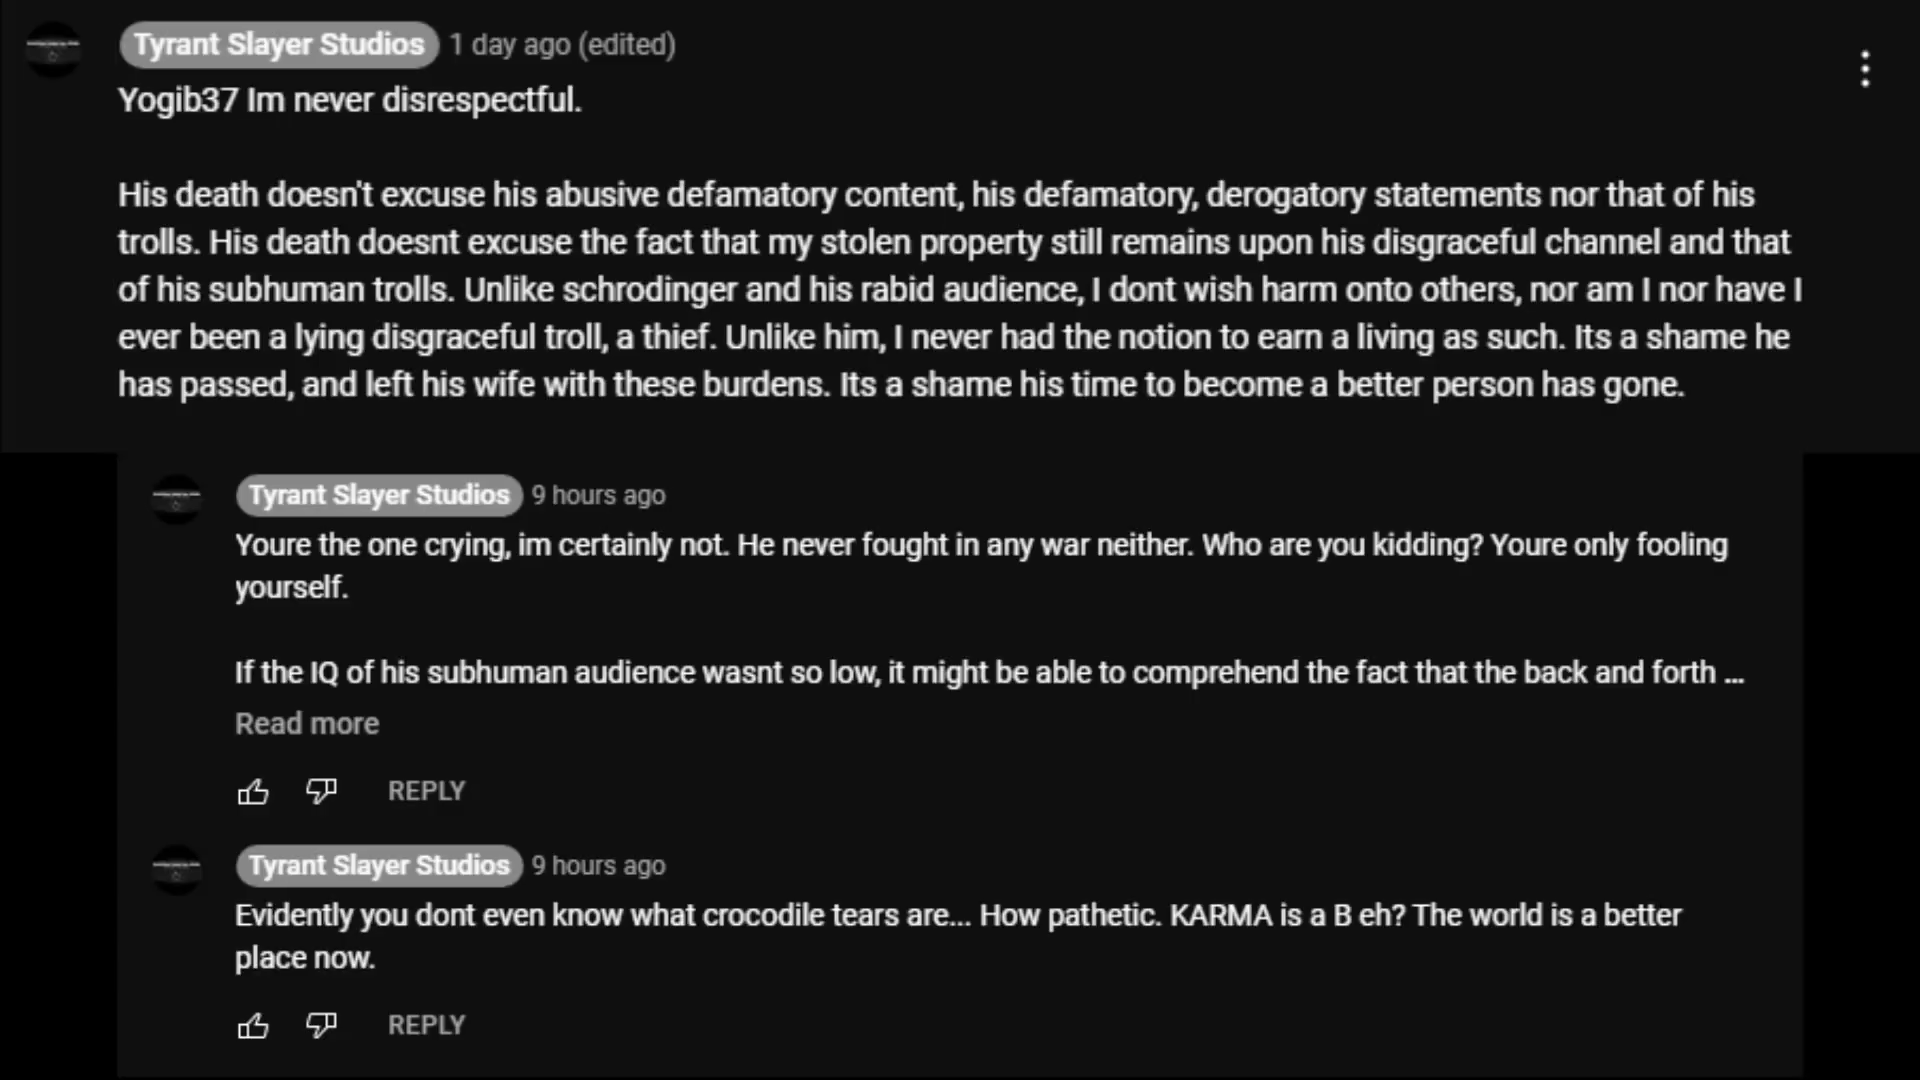 Tyrant Slayer Studios 1 day ago (edited)
Yogib37 Im never disrespectful.
His death doesn't excuse his abusive defamatory content, his defamatory, derogatory statements nor that of his
trolls. His death doesnt excuse the fact that my stolen property still remains upon his disgraceful channel and that
of his subhuman trolls. Unlike schrodinger and his rabid audience, I dont wish harm onto others, nor am I nor have I
ever been a lying disgraceful troll, a thief. Unlike him, I never had the notion to earn a living as such. Its a shame he
has passed, and left his wife with these burdens. Its a shame his time to become a better person has gone.
Tyrant Slayer Studios 9 hours ago
Youre the one crying, im certainly not. He never fought in any war neither. Who are you kidding? Youre only fooling
yourself.
If the IQ of his subhuman audience wasnt so low, it might be able to comprehend the fact that the back and forth ...
Read more
REPLY
Tyrant Slayer Studios 9 hours ago
Evidently you dont even know what crocodile tears are... How pathetic. KARMA is a B eh? The world is a better
place now.
REPLY